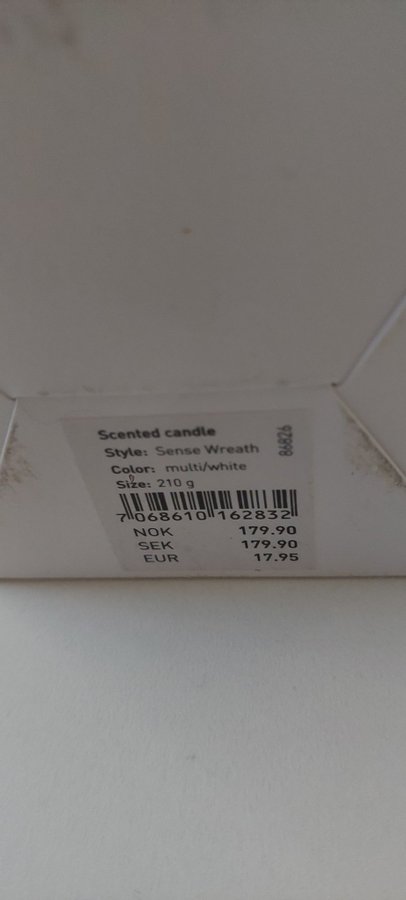 Scented candle
Style: Sense Wreath
Color: multi/white
Size: 210 g
86826
7 068610 162832
NOK 179.90
SEK 179.90
EUR 17.95